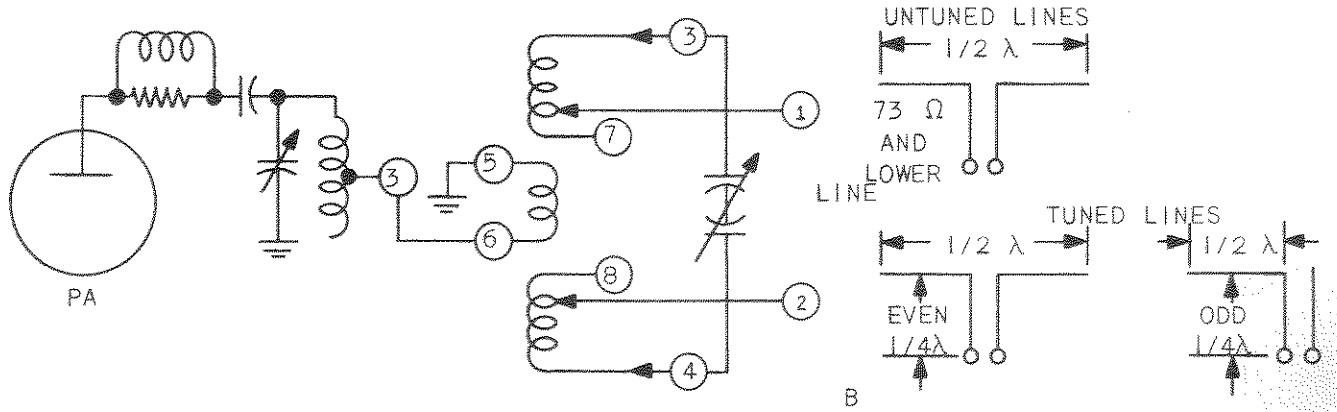 PA
3
5
6
3
1
7
8
2
4
LINE
B
UNTUNED LINES
1/2 λ
73 Ω
AND
LOWER
TUNED LINES
1/2 λ
EVEN
1/4λ
1/2 λ
ODD
1/4λ